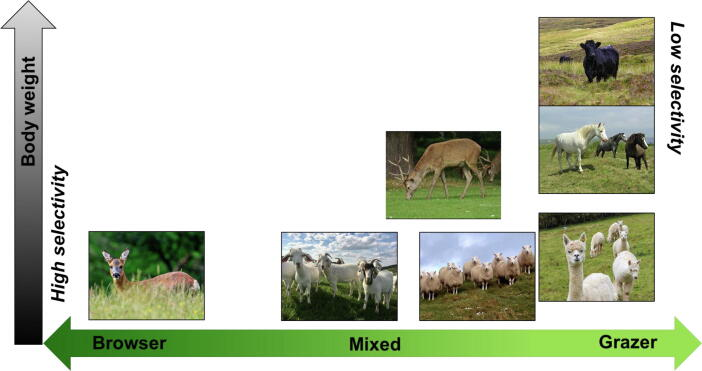 Body weight
High selectivity
Low selectivity
Browser
Mixed
Grazer